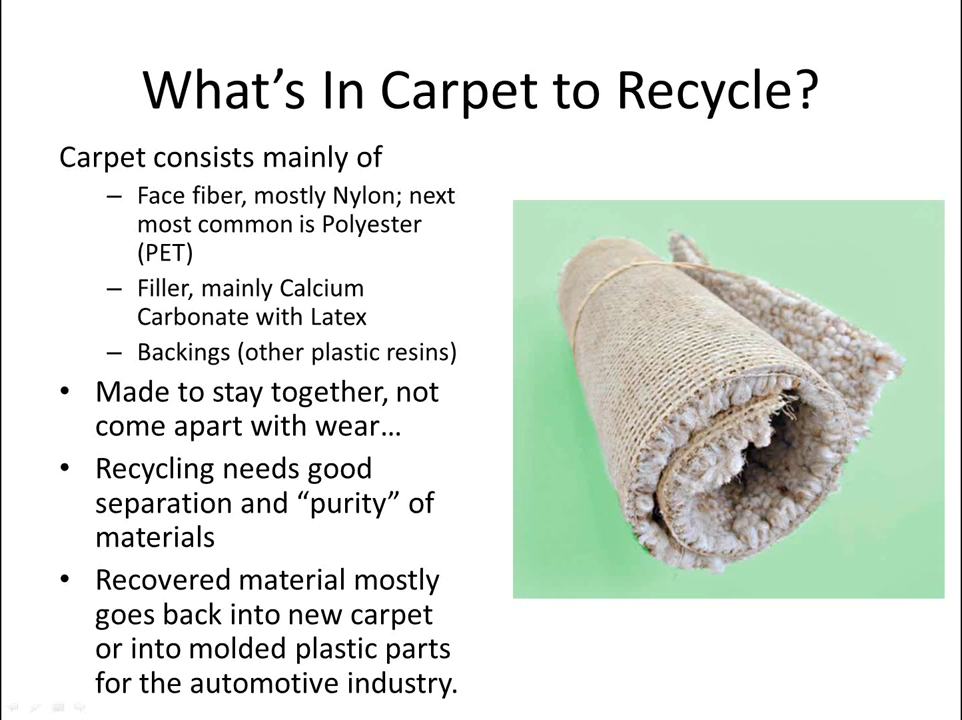 What’s In Carpet to Recycle?
Carpet consists mainly of
– Face fiber, mostly Nylon; next
most common is Polyester
(PET)
– Filler, mainly Calcium
Carbonate with Latex
– Backings (other plastic resins)
• Made to stay together, not
come apart with wear…
• Recycling needs good
separation and “purity” of
materials
• Recovered material mostly
goes back into new carpet
or into molded plastic parts
for the automotive industry.